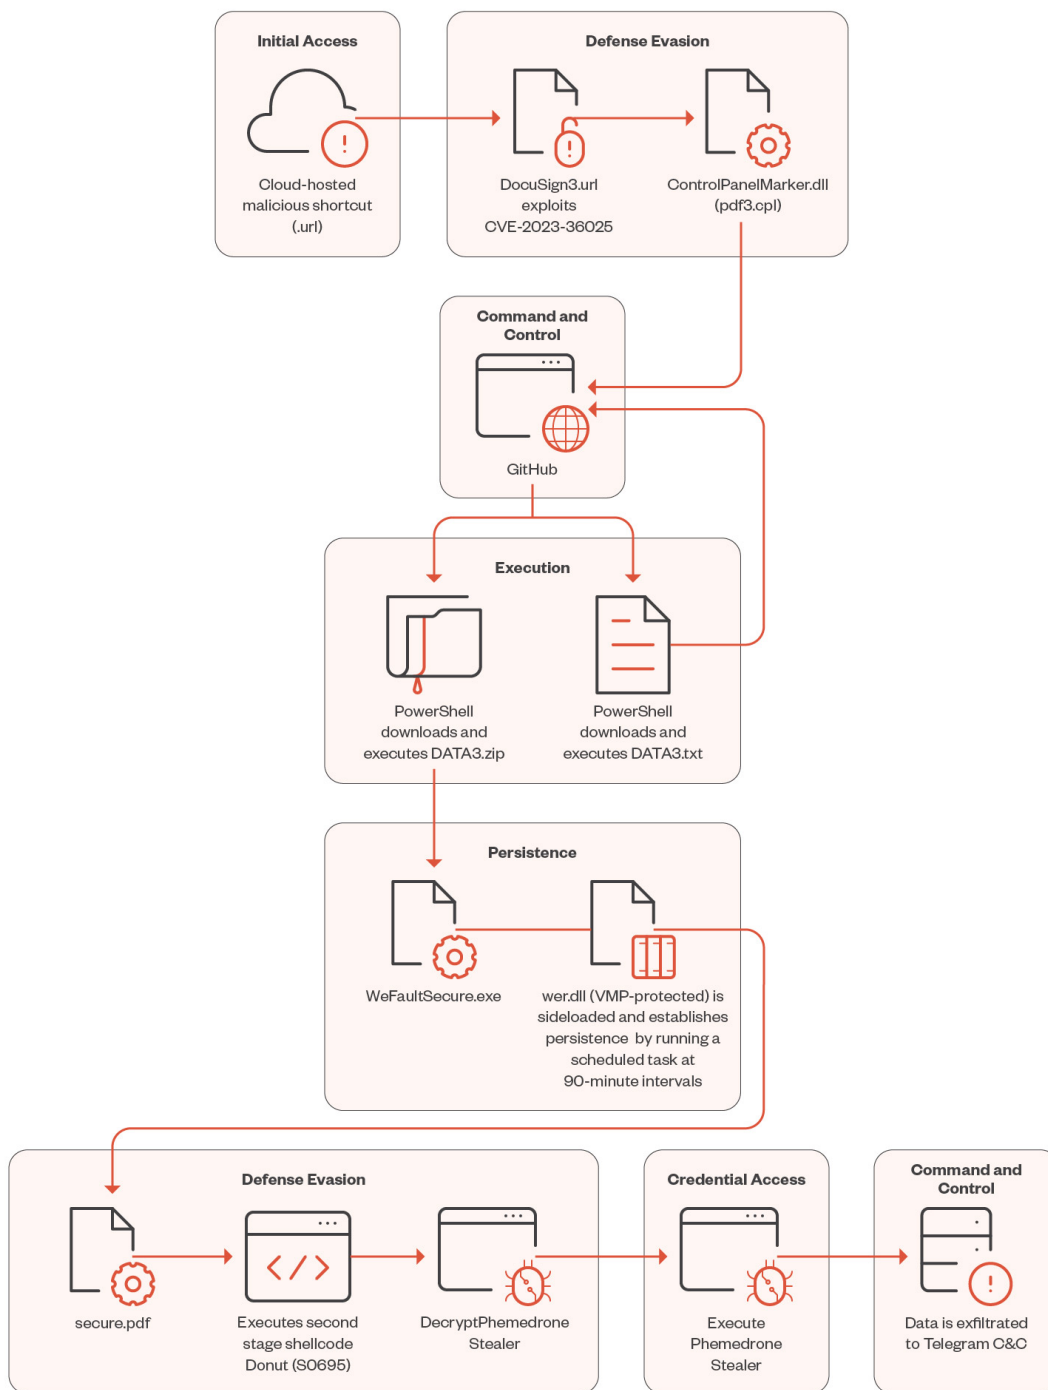 Initial Access
Cloud-hosted
malicious shortcut
(.url)
Defense Evasion
DocuSign3.url
exploits
CVE-2023-36025
ControlPanelMarker.dll
(pdf3.cpl)
Command and
Control
GitHub
Execution
PowerShell
downloads and
executes DATA3.zip
PowerShell
downloads and
executes DATA3.txt
Persistence
WeFaultSecure.exe
wer.dll (VMP-protected) is
sideloaded and establishes
persistence by running a
scheduled task at
90-minute intervals
Defense Evasion
secure.pdf
Executes second
stage shellcode
Donut (S0695)
DecryptPhemedrone
Stealer
Credential Access
Execute
Phemedrone
Stealer
Command and
Control
Data is exfiltrated
to Telegram C&C